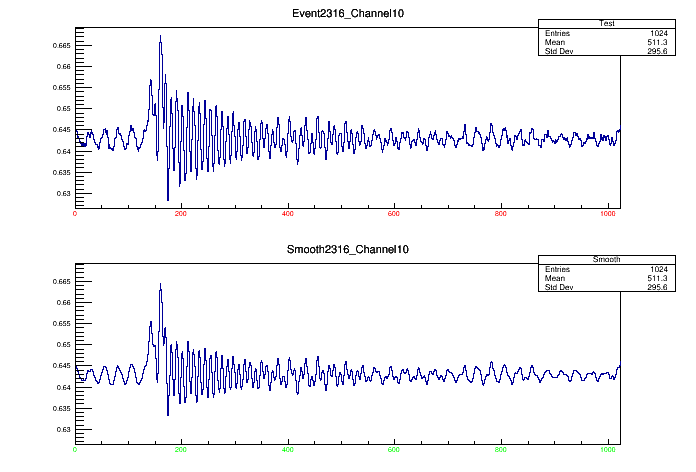 Event2316_Channel10
Test
Entries 1024
Mean 511.3
Std Dev 295.6
0.665
0.66
0.655
0.65
0.645
0.64
0.635
0.63
0 200 400 600 800 1000
Smooth2316_Channel10
Smooth
Entries 1024
Mean 511.3
Std Dev 295.6
0.665
0.66
0.655
0.65
0.645
0.64
0.635
0.63
0 200 400 600 800 1000